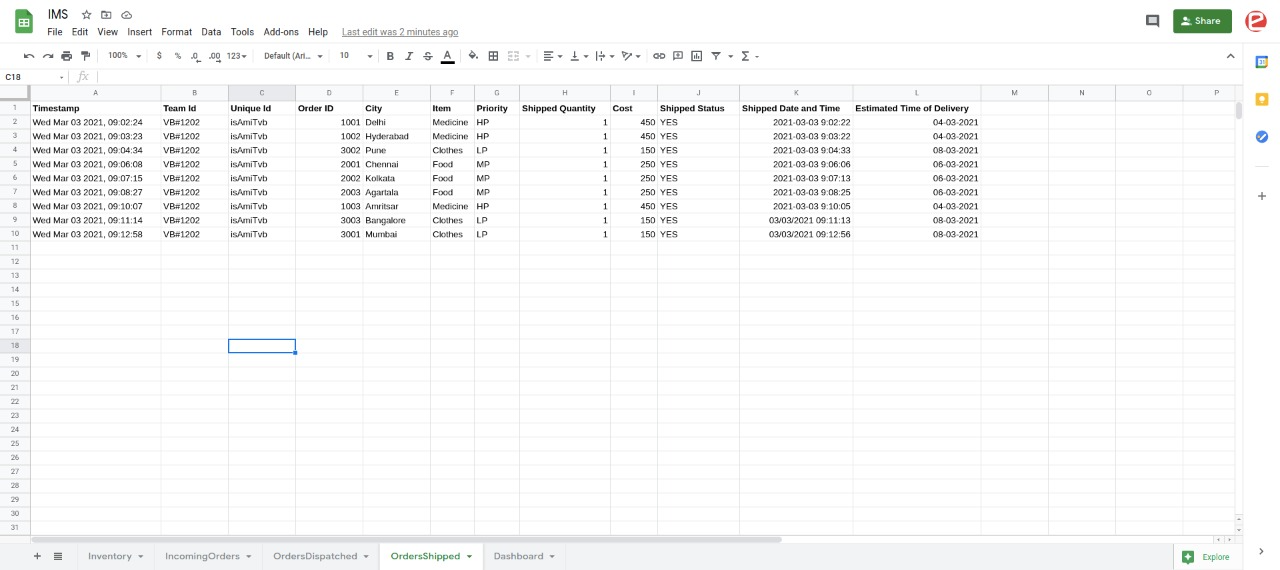 IMS
File Edit View Insert Format Data Tools Add-ons Help Last edit was 2 minutes ago
Share
100% $ % .0 .00 123 Default (Ari... 10 B I S A
C18 fx
A B C D E F G H I J K L M N O P
1 Timestamp Team Id Unique Id Order ID City Item Priority Shipped Quantity Cost Shipped Status Shipped Date and Time Estimated Time of Delivery
2 Wed Mar 03 2021, 09:02:24 VB#1202 isAmiTvb 1001 Delhi Medicine HP 1 450 YES 2021-03-03 9:02:22 04-03-2021
3 Wed Mar 03 2021, 09:03:23 VB#1202 isAmiTvb 1002 Hyderabad Medicine HP 1 450 YES 2021-03-03 9:03:22 04-03-2021
4 Wed Mar 03 2021, 09:04:34 VB#1202 isAmiTvb 3002 Pune Clothes LP 1 150 YES 2021-03-03 9:04:33 08-03-2021
5 Wed Mar 03 2021, 09:06:08 VB#1202 isAmiTvb 2001 Chennai Food MP 1 250 YES 2021-03-03 9:06:06 06-03-2021
6 Wed Mar 03 2021, 09:07:15 VB#1202 isAmiTvb 2002 Kolkata Food MP 1 250 YES 2021-03-03 9:07:13 06-03-2021
7 Wed Mar 03 2021, 09:08:27 VB#1202 isAmiTvb 2003 Agartala Food MP 1 250 YES 2021-03-03 9:08:25 06-03-2021
8 Wed Mar 03 2021, 09:10:07 VB#1202 isAmiTvb 1003 Amritsar Medicine HP 1 450 YES 2021-03-03 9:10:05 04-03-2021
9 Wed Mar 03 2021, 09:11:14 VB#1202 isAmiTvb 3003 Bangalore Clothes LP 1 150 YES 03/03/2021 09:11:13 08-03-2021
10 Wed Mar 03 2021, 09:12:58 VB#1202 isAmiTvb 3001 Mumbai Clothes LP 1 150 YES 03/03/2021 09:12:56 08-03-2021
11
12
13
14
15
16
17
18
19
20
21
22
23
24
25
26
27
28
29
30
31
Inventory IncomingOrders OrdersDispatched OrdersShipped Dashboard Explore